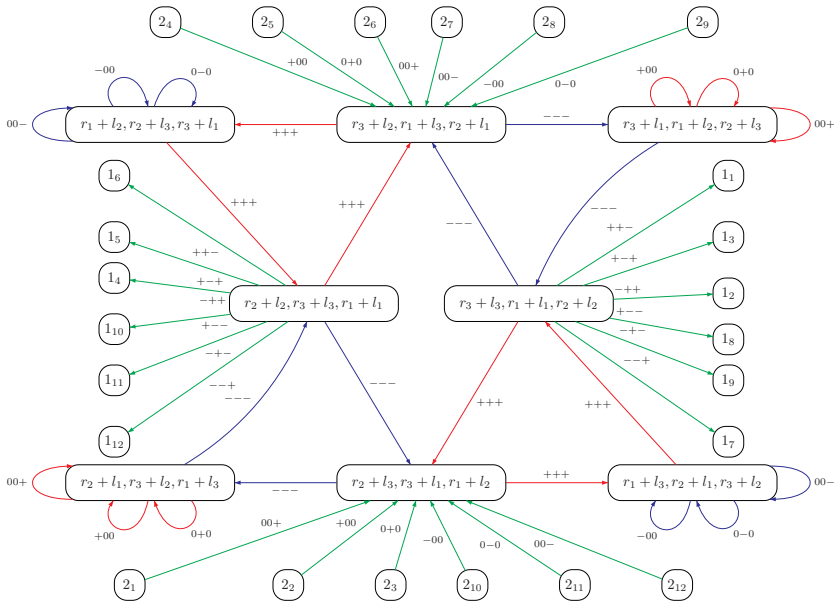 2₄ 2₅ 2₆ 2₇ 2₈ 2₉
+00 0+0 00+ 00− −00 0−0
−00 0−0 +00 0+0
00− r₁ + l₂, r₂ + l₃, r₃ + l₁ +++ r₃ + l₂, r₁ + l₃, r₂ + l₁ −−− r₃ + l₁, r₁ + l₂, r₂ + l₃ 00+
1₆ +++ +++ −−− −−− 1₁
1₅ ++− ++− 1₃
1₄ +−+ +−+ 1₂
−++ r₂ + l₂, r₃ + l₃, r₁ + l₁ r₃ + l₃, r₁ + l₁, r₂ + l₂ −++
1₁₀ +−− +−− 1₈
1₁₁ −+− −+− 1₉
1₁₂ −−+ −−− −−− +++ +++ −−+ 1₇
00+ r₂ + l₁, r₃ + l₂, r₁ + l₃ −−− r₂ + l₃, r₃ + l₁, r₁ + l₂ +++ r₁ + l₃, r₂ + l₁, r₃ + l₂ 00−
+00 0+0 −00 0−0
00+ +00 0+0 −00 0−0 00−
2₁ 2₂ 2₃ 2₁₀ 2₁₁ 2₁₂